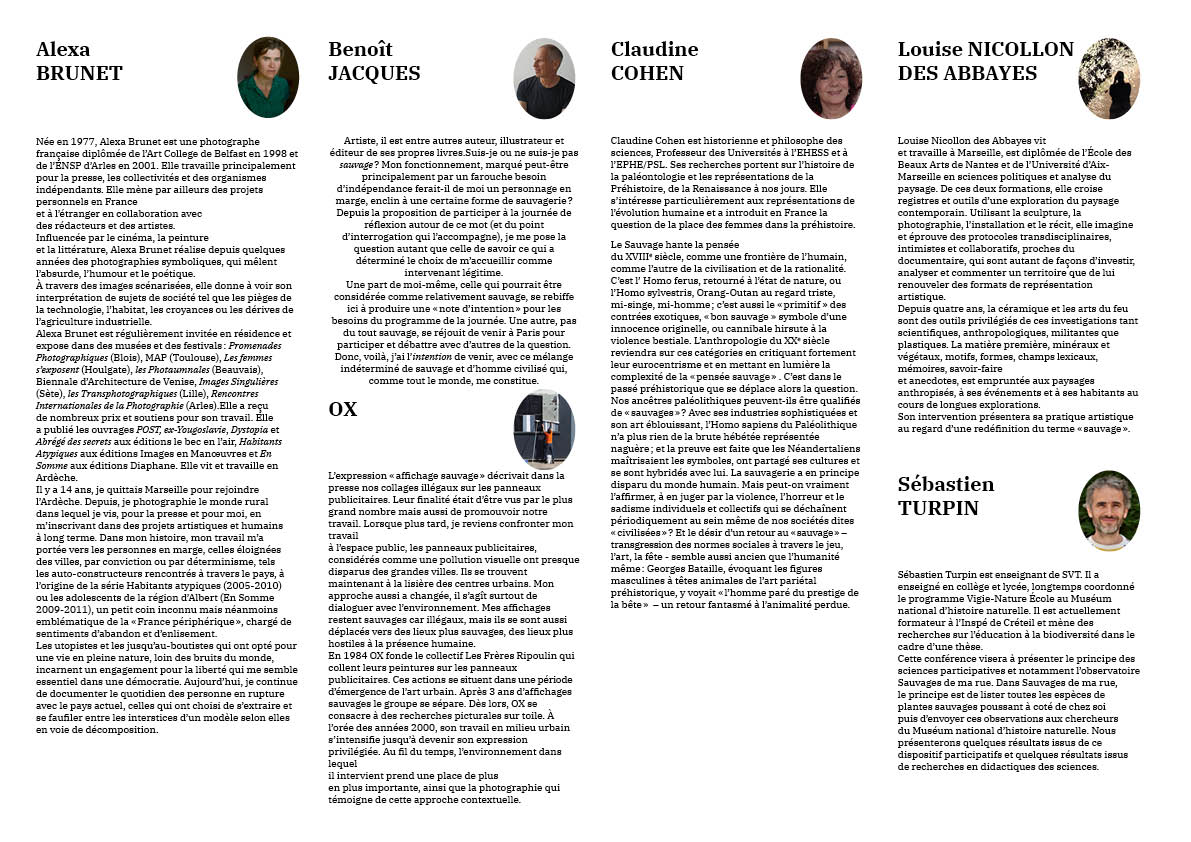 Alexa
BRUNET
Née en 1977, Alexa Brunet est une photographe
française diplômée de l’Art College de Belfast en 1998 et
de l’ENSP d’Arles en 2001. Elle travaille principalement
pour la presse, les collectivités et des organismes
indépendants. Elle mène par ailleurs des projets
personnels en France
et à l’étranger en collaboration avec
des rédacteurs et des artistes.
Influencée par le cinéma, la peinture
et la littérature, Alexa Brunet réalise depuis quelques
années des photographies symboliques, qui mêlent
l’absurde, l’humour et le poétique.
À travers des images scénarisées, elle donne à voir son
interprétation de sujets de société tel que les pièges de
la technologie, l’habitat, les croyances ou les dérives de
l’agriculture industrielle.
Alexa Brunet est régulièrement invitée en résidence et
expose dans des musées et des festivals : Promenades
Photographiques (Blois), MAP (Toulouse), Les femmes
s’exposent (Houlgate), les Photaumnales (Beauvais),
Biennale d’Architecture de Venise, Images Singulières
(Sète), les Transphotographiques (Lille), Rencontres
Internationales de la Photographie (Arles).Elle a reçu
de nombreux prix et soutiens pour son travail. Elle
a publié les ouvrages POST, ex-Yougoslavie, Dystopia et
Abrégé des secrets aux éditions le bec en l’air, Habitants
Atypiques aux éditions Images en Manœuvres et En
Somme aux éditions Diaphane. Elle vit et travaille en
Ardèche.
Il y a 14 ans, je quittais Marseille pour rejoindre
l’Ardèche. Depuis, je photographie le monde rural
dans lequel je vis, pour la presse et pour moi, en
m’inscrivant dans des projets artistiques et humains
à long terme. Dans mon histoire, mon travail m’a
portée vers les personnes en marge, celles éloignées
des villes, par conviction ou par déterminisme, tels
les auto-constructeurs rencontrés à travers le pays, à
l’origine de la série Habitants atypiques (2005-2010)
ou les adolescents de la région d’Albert (En Somme
2009-2011), un petit coin inconnu mais néanmoins
emblématique de la « France périphérique », chargé de
sentiments d’abandon et d’enlisement.
Les utopistes et les jusqu’au-boutistes qui ont opté pour
une vie en pleine nature, loin des bruits du monde,
incarnent un engagement pour la liberté qui me semble
essentiel dans une démocratie. Aujourd’hui, je continue
de documenter le quotidien des personne en rupture
avec le pays actuel, celles qui ont choisi de s’extraire et
se faufiler entre les interstices d’un modèle selon elles
en voie de décomposition.
Benoît
JACQUES
Artiste, il est entre autres auteur, illustrateur et
éditeur de ses propres livres.Suis-je ou ne suis-je pas
sauvage ? Mon fonctionnement, marqué peut-être
principalement par un farouche besoin
d’indépendance ferait-il de moi un personnage en
marge, enclin à une certaine forme de sauvagerie ?
Depuis la proposition de participer à la journée de
réflexion autour de ce mot (et du point
d’interrogation qui l’accompagne), je me pose la
question autant que celle de savoir ce qui a
déterminé le choix de m’accueillir comme
intervenant légitime.
Une part de moi-même, celle qui pourrait être
considérée comme relativement sauvage, se rebiffe
ici à produire une « note d’intention » pour les
besoins du programme de la journée. Une autre, pas
du tout sauvage, se réjouit de venir à Paris pour
participer et débattre avec d’autres de la question.
Donc, voilà, j’ai l’intention de venir, avec ce mélange
indéterminé de sauvage et d’homme civilisé qui,
comme tout le monde, me constitue.
OX
L’expression « affichage sauvage » décrivait dans la
presse nos collages illégaux sur les panneaux
publicitaires. Leur finalité était d’être vus par le plus
grand nombre mais aussi de promouvoir notre
travail. Lorsque plus tard, je reviens confronter mon
travail
à l’espace public, les panneaux publicitaires,
considérés comme une pollution visuelle ont presque
disparus des grandes villes. Ils se trouvent
maintenant à la lisière des centres urbains. Mon
approche aussi a changée, il s’agît surtout de
dialoguer avec l’environnement. Mes affichages
restent sauvages car illégaux, mais ils se sont aussi
déplacés vers des lieux plus sauvages, des lieux plus
hostiles à la présence humaine.
En 1984 OX fonde le collectif Les Frères Ripoulin qui
collent leurs peintures sur les panneaux
publicitaires. Ces actions se situent dans une période
d’émergence de l’art urbain. Après 3 ans d’affichages
sauvages le groupe se sépare. Dès lors, OX se
consacre à des recherches picturales sur toile. À
l’orée des années 2000, son travail en milieu urbain
s’intensifie jusqu’à devenir son expression
privilégiée. Au fil du temps, l’environnement dans
lequel
il intervient prend une place de plus
en plus importante, ainsi que la photographie qui
témoigne de cette approche contextuelle.
Claudine
COHEN
Claudine Cohen est historienne et philosophe des
sciences, Professeur des Universités à l’EHESS et à
l’EPHE/PSL. Ses recherches portent sur l’histoire de
la paléontologie et les représentations de la
Préhistoire, de la Renaissance à nos jours. Elle
s’intéresse particulièrement aux représentations de
l’évolution humaine et a introduit en France la
question de la place des femmes dans la préhistoire.
Le Sauvage hante la pensée
du XVIIIᵉ siècle, comme une frontière de l’humain,
comme l’autre de la civilisation et de la rationalité.
C’est l’ Homo ferus, retourné à l’état de nature, ou
l’Homo sylvestris, Orang-Outan au regard triste,
mi-singe, mi-homme ; c’est aussi le « primitif » des
contrées exotiques, « bon sauvage » symbole d’une
innocence originelle, ou cannibale hirsute à la
violence bestiale. L’anthropologie du XXᵉ siècle
reviendra sur ces catégories en critiquant fortement
leur eurocentrisme et en mettant en lumière la
complexité de la « pensée sauvage » . C’est dans le
passé préhistorique que se déplace alors la question.
Nos ancêtres paléolithiques peuvent-ils être qualifiés
de « sauvages » ? Avec ses industries sophistiquées et
son art éblouissant, l’Homo sapiens du Paléolithique
n’a plus rien de la brute hébétée représentée
naguère ; et la preuve est faite que les Néandertaliens
maîtrisaient les symboles, ont partagé ses cultures et
se sont hybridés avec lui. La sauvagerie a en principe
disparu du monde humain. Mais peut-on vraiment
l’affirmer, à en juger par la violence, l’horreur et le
sadisme individuels et collectifs qui se déchaînent
périodiquement au sein même de nos sociétés dites
« civilisées » ? Et le désir d’un retour au « sauvage » –
transgression des normes sociales à travers le jeu,
l’art, la fête - semble aussi ancien que l’humanité
même : Georges Bataille, évoquant les figures
masculines à têtes animales de l’art pariétal
préhistorique, y voyait « l’homme paré du prestige de
la bête » – un retour fantasmé à l’animalité perdue.
Louise NICOLLON
DES ABBAYES
Louise Nicollon des Abbayes vit
et travaille à Marseille, est diplômée de l’École des
Beaux Arts de Nantes et de l’Université d’Aix-
Marseille en sciences politiques et analyse du
paysage. De ces deux formations, elle croise
registres et outils d’une exploration du paysage
contemporain. Utilisant la sculpture, la
photographie, l’installation et le récit, elle imagine
et éprouve des protocoles transdisciplinaires,
intimistes et collaboratifs, proches du
documentaire, qui sont autant de façons d’investir,
analyser et commenter un territoire que de lui
renouveler des formats de représentation
artistique.
Depuis quatre ans, la céramique et les arts du feu
sont des outils privilégiés de ces investigations tant
scientifiques, anthropologiques, militantes que
plastiques. La matière première, minéraux et
végétaux, motifs, formes, champs lexicaux,
mémoires, savoir-faire
et anecdotes, est empruntée aux paysages
anthropisés, à ses événements et à ses habitants au
cours de longues explorations.
Son intervention présentera sa pratique artistique
au regard d’une redéfinition du terme « sauvage ».
Sébastien
TURPIN
Sébastien Turpin est enseignant de SVT. Il a
enseigné en collège et lycée, longtemps coordonné
le programme Vigie-Nature École au Muséum
national d’histoire naturelle. Il est actuellement
formateur à l’Inspé de Créteil et mène des
recherches sur l’éducation à la biodiversité dans le
cadre d’une thèse.
Cette conférence visera à présenter le principe des
sciences participatives et notamment l’observatoire
Sauvages de ma rue. Dans Sauvages de ma rue,
le principe est de lister toutes les espèces de
plantes sauvages poussant à coté de chez soi
puis d’envoyer ces observations aux chercheurs
du Muséum national d’histoire naturelle. Nous
présenterons quelques résultats issus de ce
dispositif participatifs et quelques résultats issus
de recherches en didactiques des sciences.